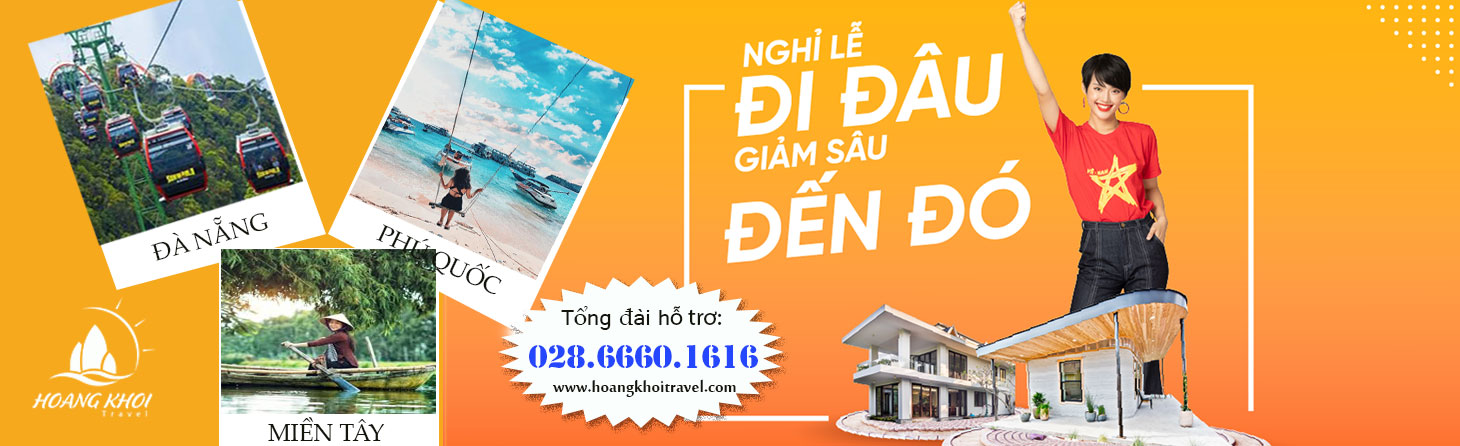 ĐÀ NẴNG
PHÚ QUỐC
MIỀN TÂY
HOANG KHOI
Travel
NGHỈ LỄ
ĐI ĐÂU
GIẢM SÂU
ĐẾN ĐÓ
Tổng đài hỗ trơ:
028.6660.1616
www.hoangkhoitravel.com